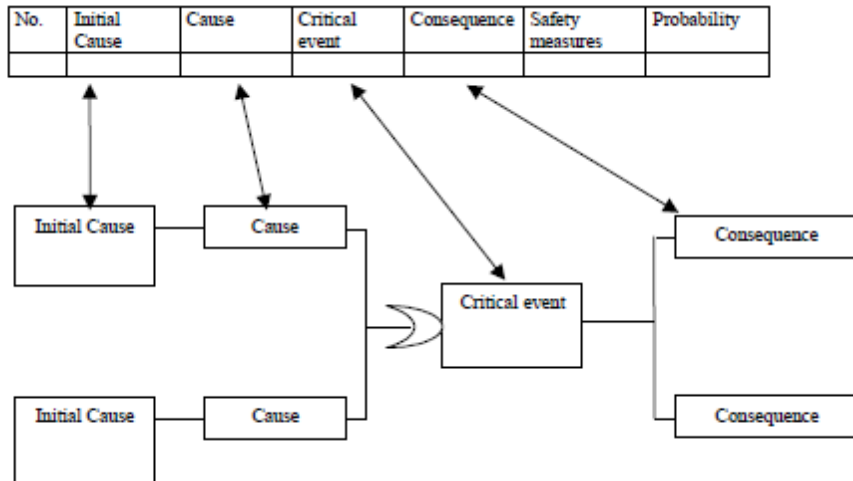 No. Initial Cause Critical Consequence Safety Probability
Cause event measures
Initial Cause Cause Consequence
Critical event
Initial Cause Cause Consequence